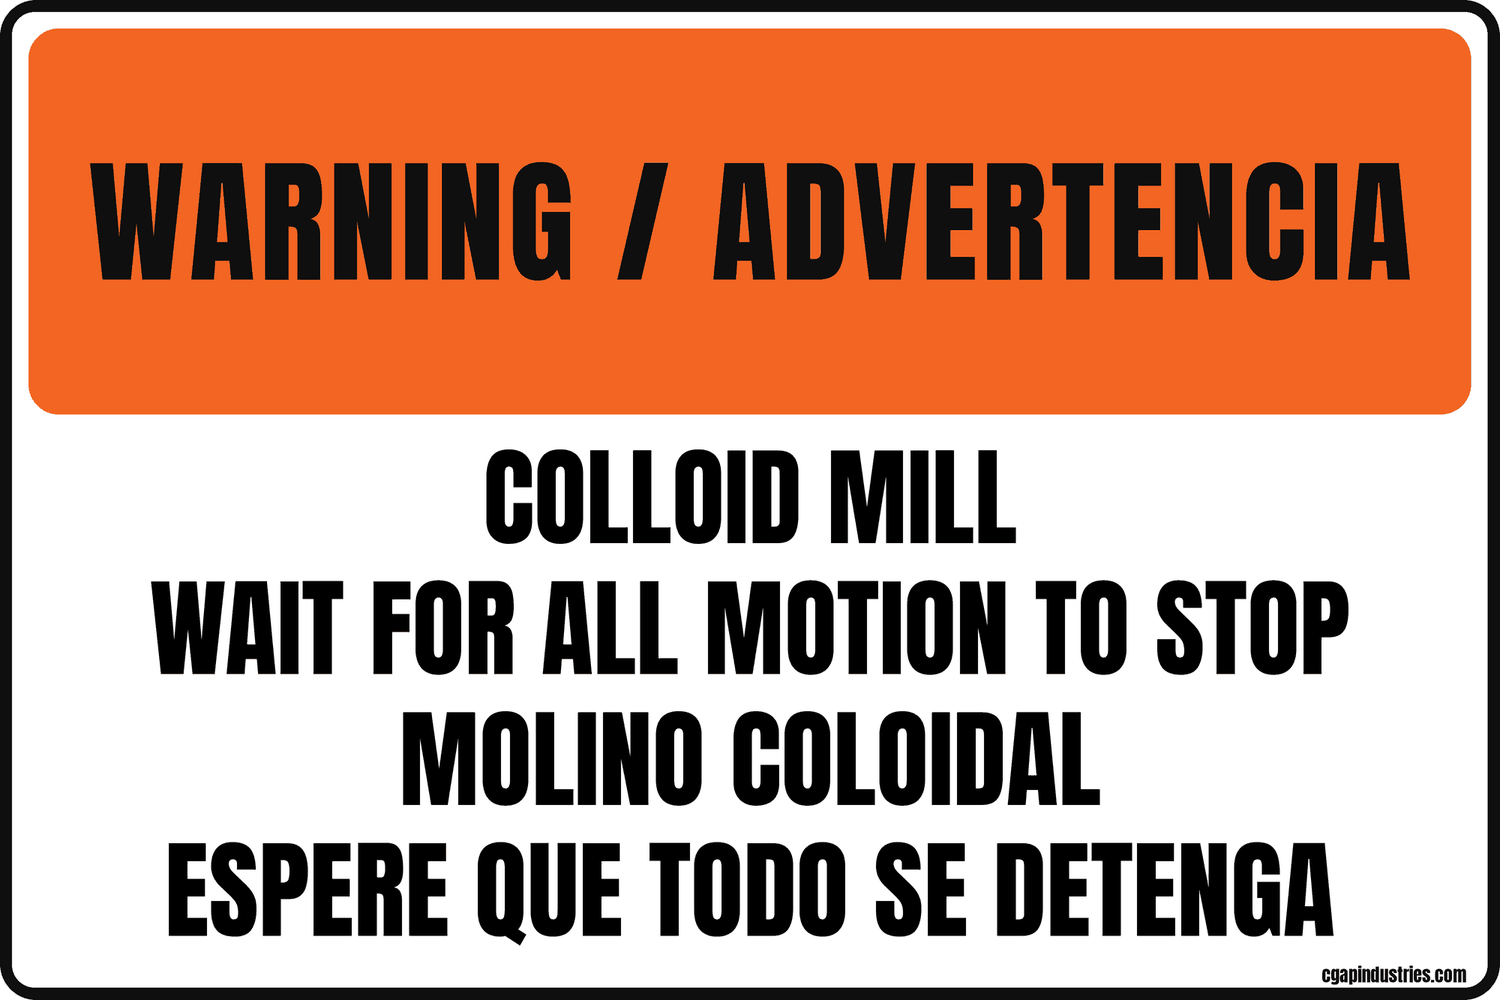 WARNING / ADVERTENCIA
COLLOID MILL
WAIT FOR ALL MOTION TO STOP
MOLINO COLOIDAL
ESPERE QUE TODO SE DETENGA
cgapindustries.com